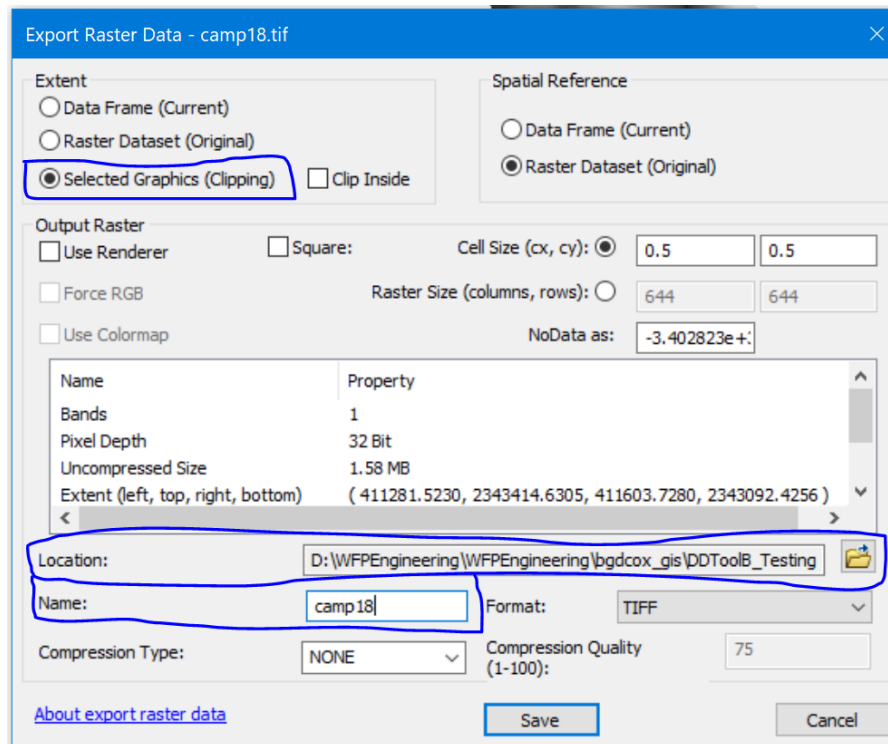 Export Raster Data - camp18.tif
Extent
Spatial Reference
Data Frame (Current)
Data Frame (Current)
Raster Dataset (Original)
Raster Dataset (Original)
Selected Graphics (Clipping) Clip Inside
Output Raster
Use Renderer Square: Cell Size (cx, cy): 0.5 0.5
Force RGB Raster Size (columns, rows): 644 644
Use Colormap NoData as: -3.402823e+
Name Property
Bands 1
Pixel Depth 32 Bit
Uncompressed Size 1.58 MB
Extent (left, top, right, bottom) ( 411281.5230, 2343414.6305, 411603.7280, 2343092.4256 )
Location: D:\WFPEngineering\WFPEngineering\bgdcox_gis\DDToolB_Testing
Name: camp18 Format: TIFF
Compression Type: NONE Compression Quality
(1-100): 75
About export raster data Save Cancel